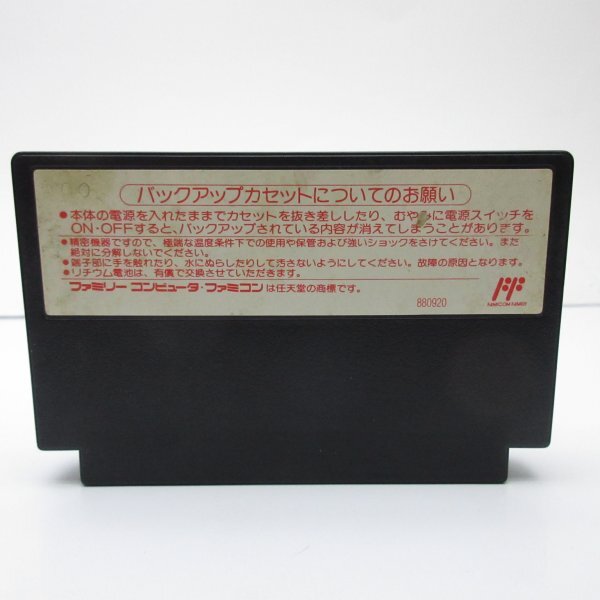 バックアップカセットについてのお願い
●本体の電源を入れたままでカセットを抜き差ししたり、むや に電源スイッチを
ON・OFFすると、バックアップされている内容が消えてしまうことがあります。
●精密機器ですので、極端な温度条件下での使用や保管および強いショックをさけてください。また
絶対に分解しないでください。
●端子部に手を触れたり、水にぬらしたりして汚さないようにしてください。故障の原因となります。
●リチウム電池は、有償で交換させていただきます。
ファミリー コンピュータ・ファミコンは任天堂の商標です。
880920
FAMICOM FAMILY